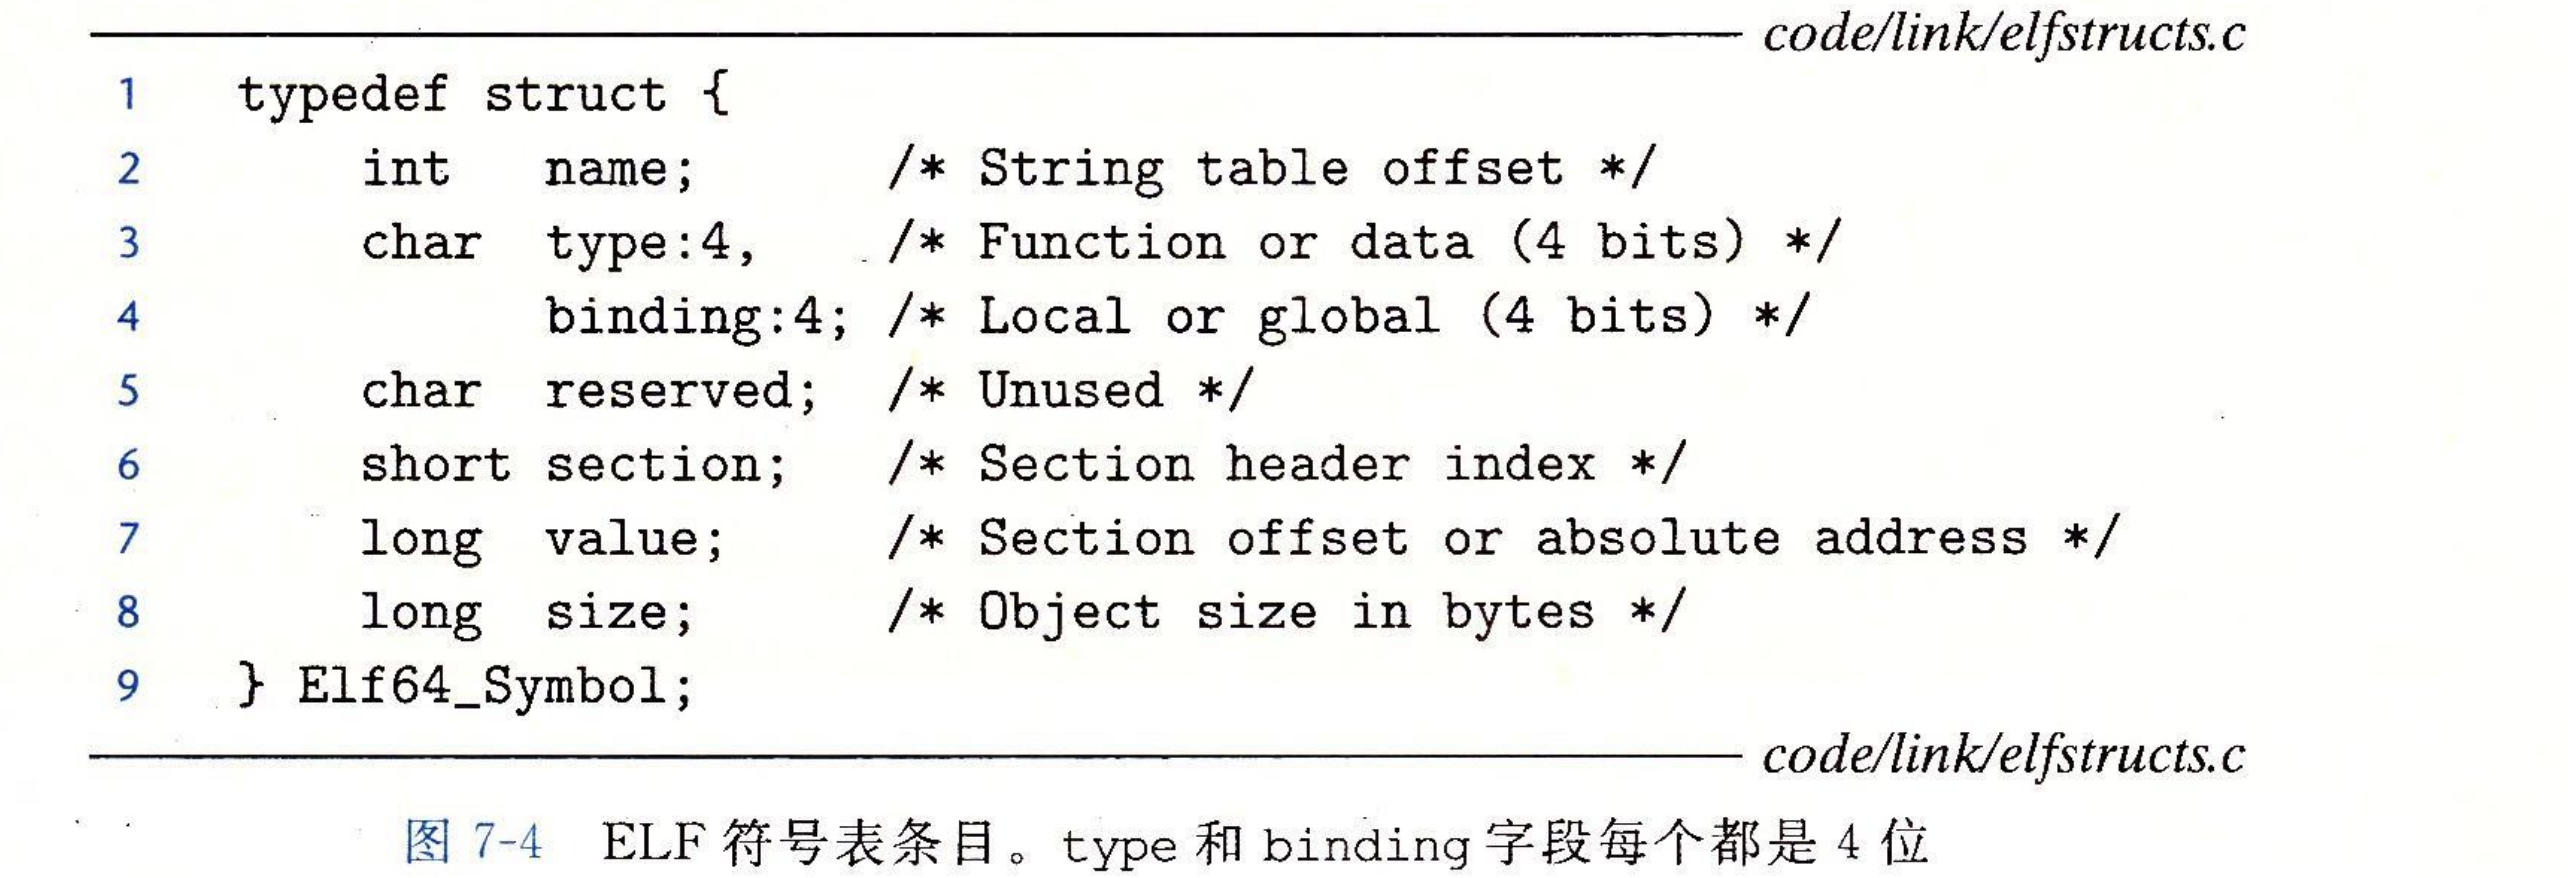 code/link/elfstructs.c
1 typedef struct {
2 int name; /* String table offset */
3 char type:4, /* Function or data (4 bits) */
4 binding:4; /* Local or global (4 bits) */
5 char reserved; /* Unused */
6 short section; /* Section header index */
7 long value; /* Section offset or absolute address */
8 long size; /* Object size in bytes */
9 } Elf64_Symbol;
code/link/elfstructs.c
图 7-4 ELF 符号表条目。type 和 binding 字段每个都是 4 位